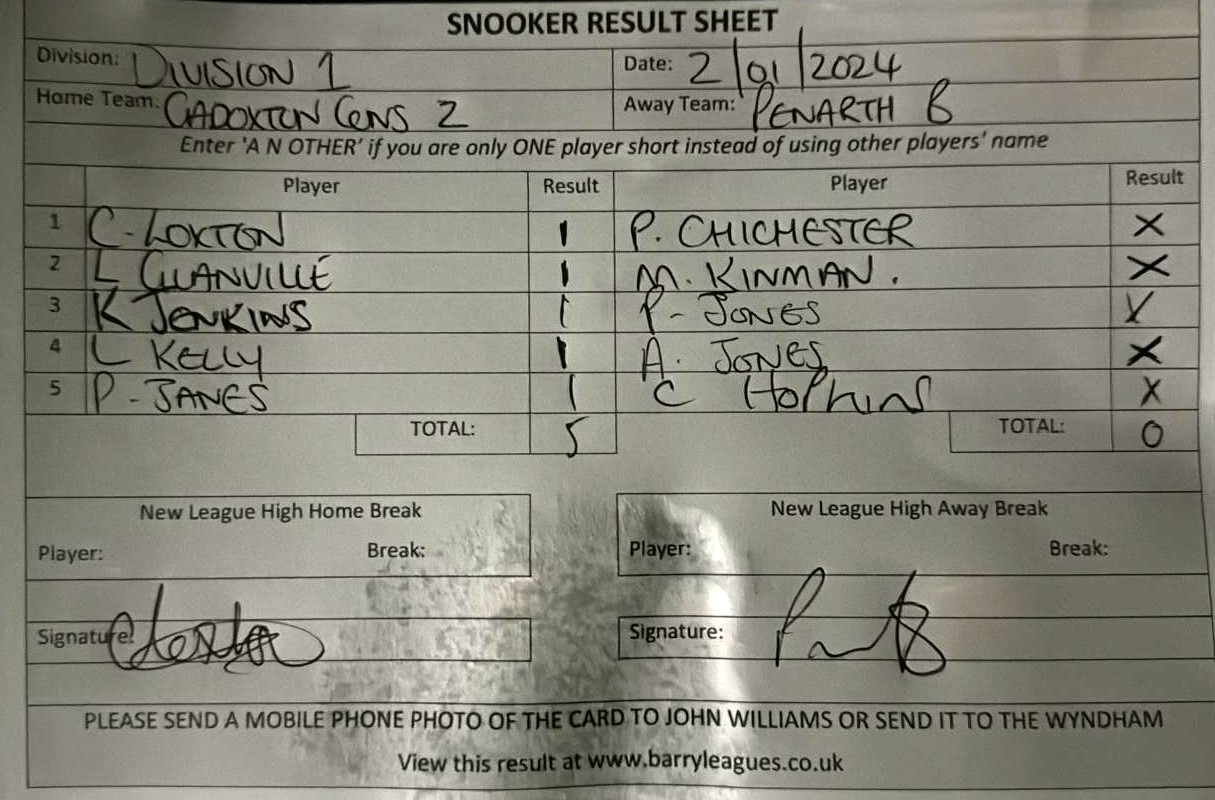 SNOOKER RESULT SHEET
Division: DIVISION 1 Date: 2/01/2024
Home Team: CADOXTON CONS 2 Away Team: PENARTH B
Enter 'A N OTHER' if you are only ONE player short instead of using other players' name
Player Result Player Result
1 C. LOXTON 1 P. CHICHESTER X
2 L GLANVILLE 1 M. KINMAN. X
3 K JENKINS 1 P- JONES X
4 L KELLY 1 A. JONES X
5 P - JANES 1 C HOPKINS X
TOTAL: 5 TOTAL: 0
New League High Home Break New League High Away Break
Player: Break: Player: Break:
Signature: Signature:
PLEASE SEND A MOBILE PHONE PHOTO OF THE CARD TO JOHN WILLIAMS OR SEND IT TO THE WYNDHAM
View this result at www.barryleagues.co.uk